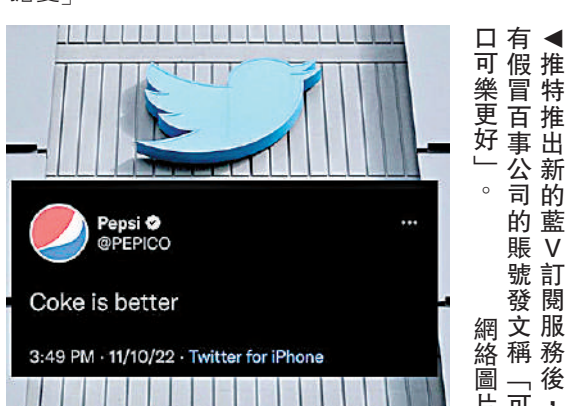 Pepsi
@PEPICO
Coke is better
3:49 PM · 11/10/22 · Twitter for iPhone
◀推特推出新的藍V訂閱服務後，
有假冒百事公司的賬號發文稱「可
口可樂更好」。 網絡圖片